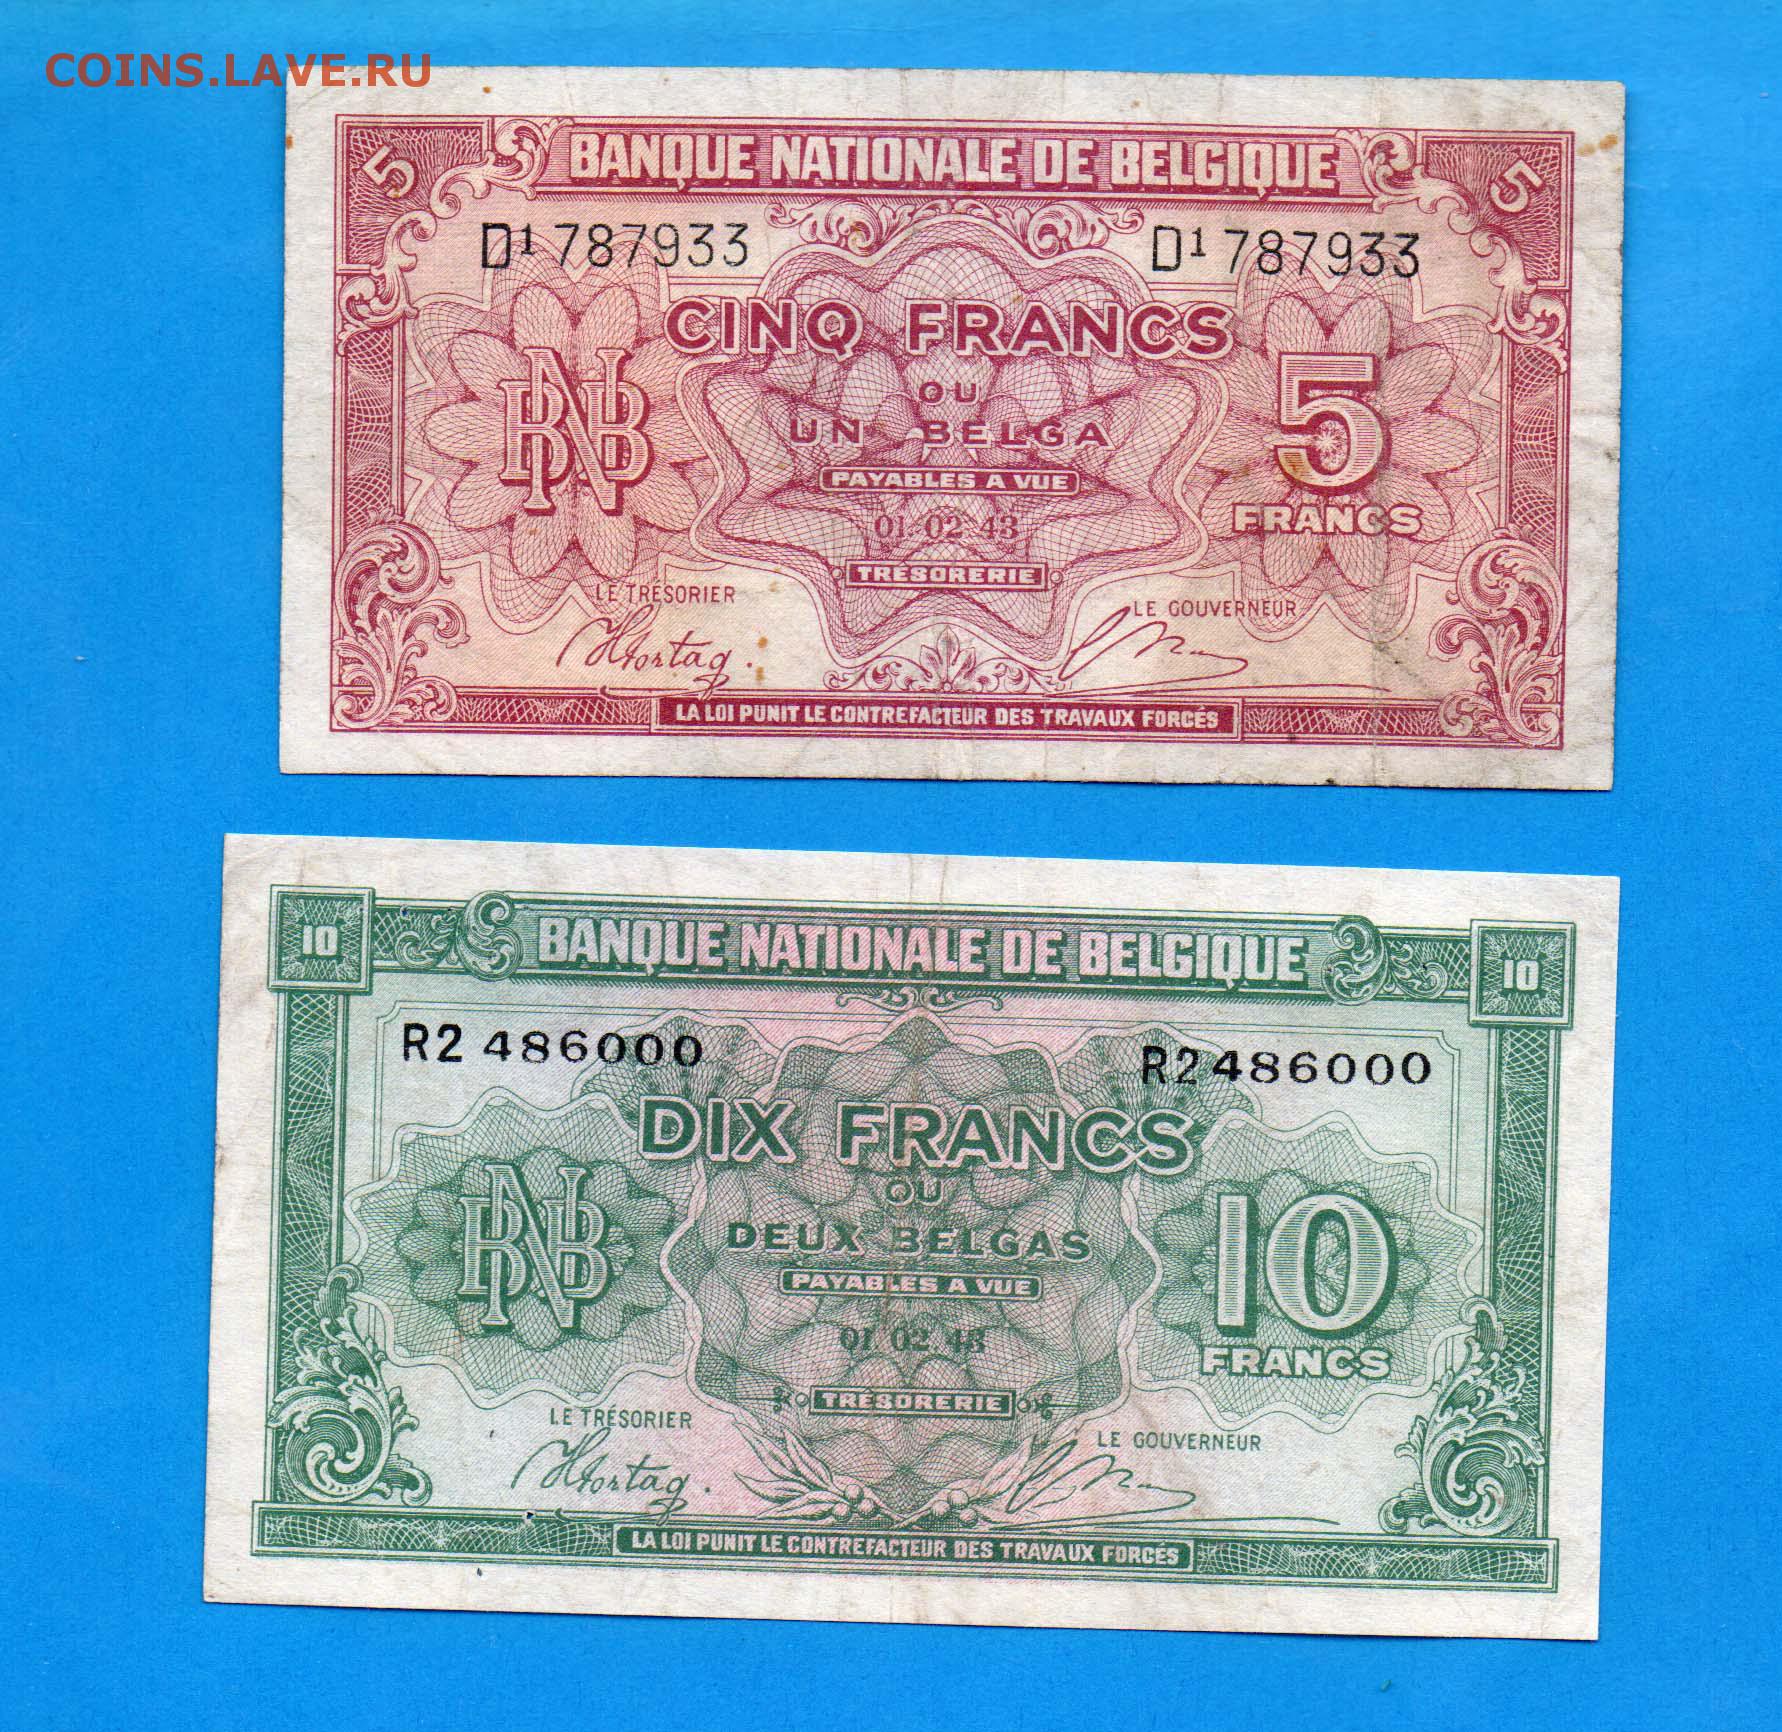 COINS.LAVE.RU
5 BANQUE NATIONALE DE BELGIQUE 5
D1 787933 D1 787933
CINQ FRANCS
OU
UN BELGA
PAYABLES A VUE
BNB 5
FRANCS
01.02.43
TRÉSORERIE
LE TRÉSORIER LE GOUVERNEUR
LA LOI PUNIT LE CONTREFACTEUR DES TRAVAUX FORCÉS
10 BANQUE NATIONALE DE BELGIQUE 10
R2 486000 R2 486000
DIX FRANCS
OU
DEUX BELGAS
PAYABLES A VUE
BNB 10
FRANCS
01.02.43
TRÉSORERIE
LE TRÉSORIER LE GOUVERNEUR
LA LOI PUNIT LE CONTREFACTEUR DES TRAVAUX FORCÉS